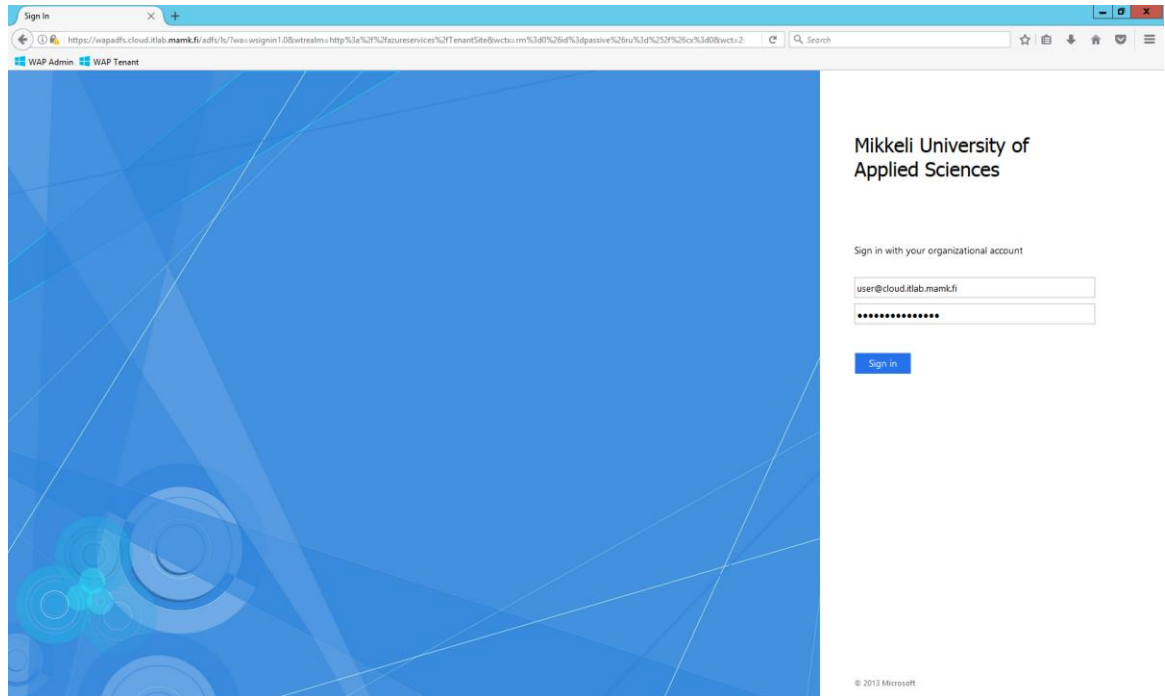 Sign In
https://wapadfs.cloud.itlab.mamk.fi/adfs/ls/?wa=wsignin1.0&wtrealm=http%3a%2f%2fazureservices%2fTenantSite&wctx=rm%3d0%26id%3dpassive%26ru%3d%252f%26cx%3d0&wct=2
Search
WAP Admin WAP Tenant
Mikkeli University of
Applied Sciences
Sign in with your organizational account
user@cloud.itlab.mamk.fi
Sign in
© 2013 Microsoft